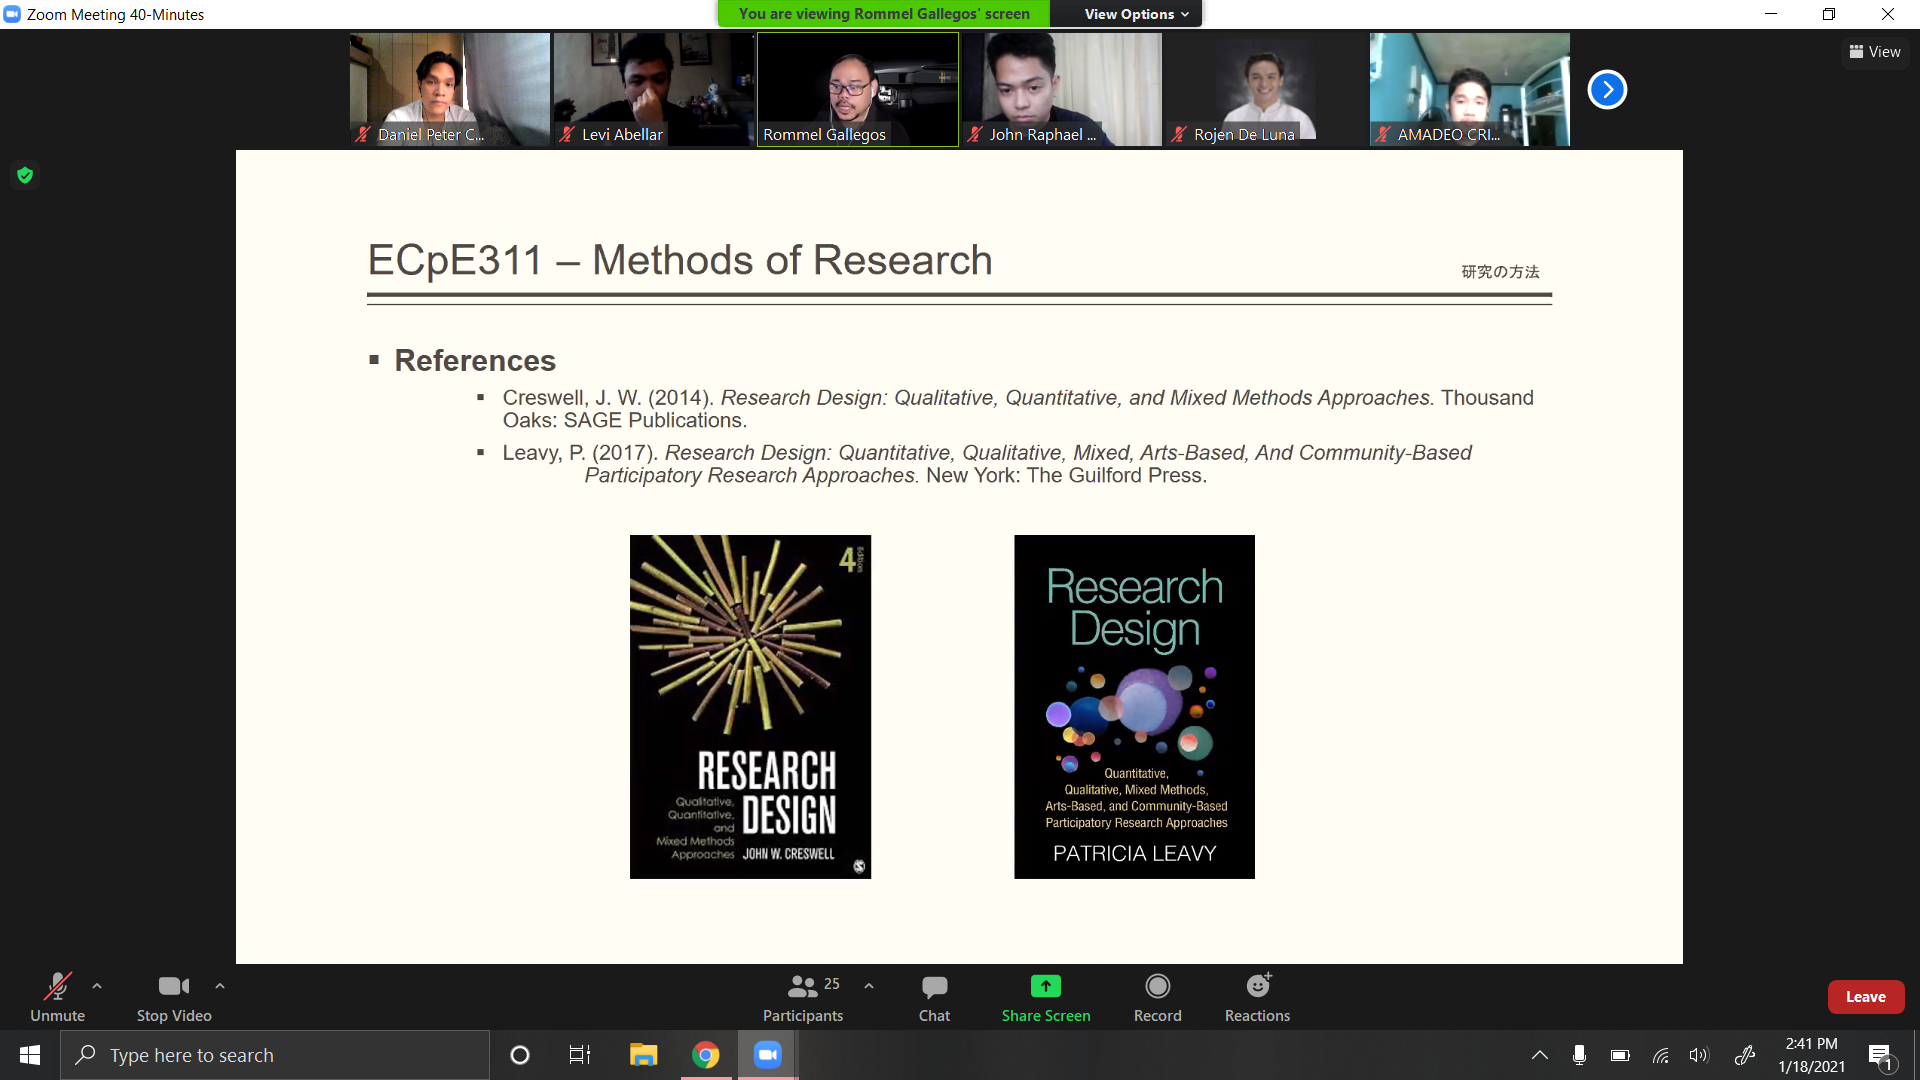 Zoom Meeting 40-Minutes
You are viewing Rommel Gallegos' screen
View Options
View
Daniel Peter C...
Levi Abellar
Rommel Gallegos
John Raphael ...
Rojen De Luna
AMADEO CRI...
ECpE311 – Methods of Research
研究の方法
References
Creswell, J. W. (2014). Research Design: Qualitative, Quantitative, and Mixed Methods Approaches. Thousand
Oaks: SAGE Publications.
Leavy, P. (2017). Research Design: Quantitative, Qualitative, Mixed, Arts-Based, And Community-Based
Participatory Research Approaches. New York: The Guilford Press.
4 Edition
RESEARCH
DESIGN
Qualitative,
Quantitative,
and
Mixed Methods
Approaches
JOHN W. CRESWELL
Research
Design
Quantitative,
Qualitative, Mixed Methods,
Arts-Based, and Community-Based
Participatory Research Approaches
PATRICIA LEAVY
Unmute
Stop Video
25
Participants
Chat
Share Screen
Record
Reactions
Leave
Type here to search
2:41 PM
1/18/2021
1